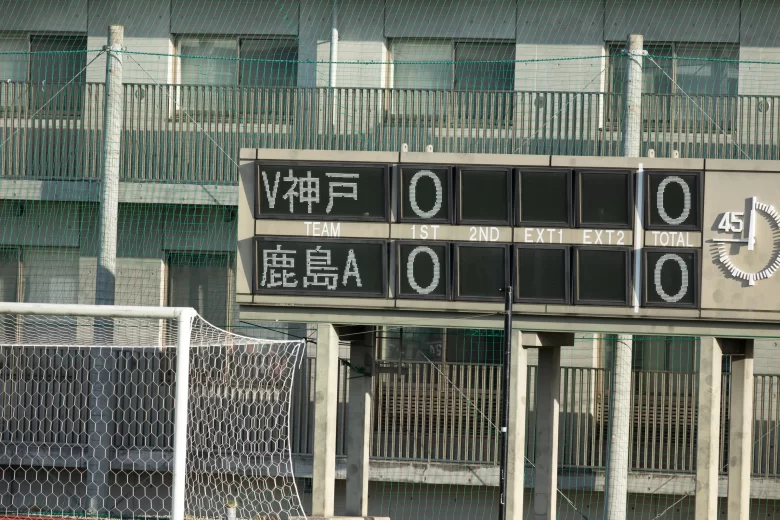 V神戸 0 0
TEAM 1ST 2ND EXT1 EXT2 TOTAL
鹿島A 0 0
45